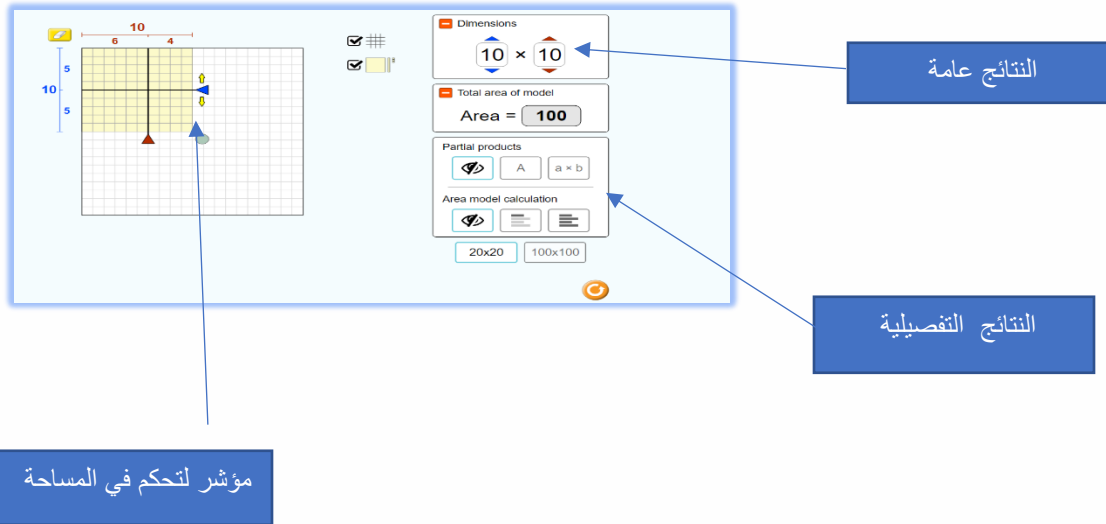 10
6 4
5
10
5
Dimensions
10 × 10
Total area of model
Area = 100
Partial products
A a × b
Area model calculation
20x20 100x100
النتائج عامة
النتائج التفصيلية
مؤشر لتحكم في المساحة